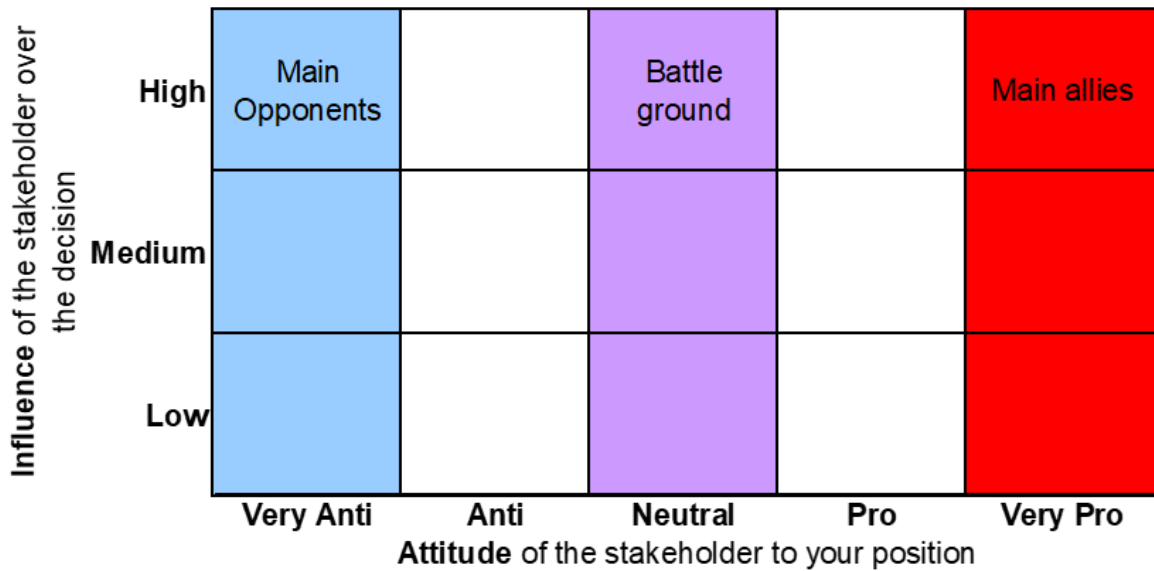 Influence of the stakeholder over
the decision
High
Medium
Low
Main
Opponents
Battle
ground
Main allies
Very Anti
Anti
Neutral
Pro
Very Pro
Attitude of the stakeholder to your position